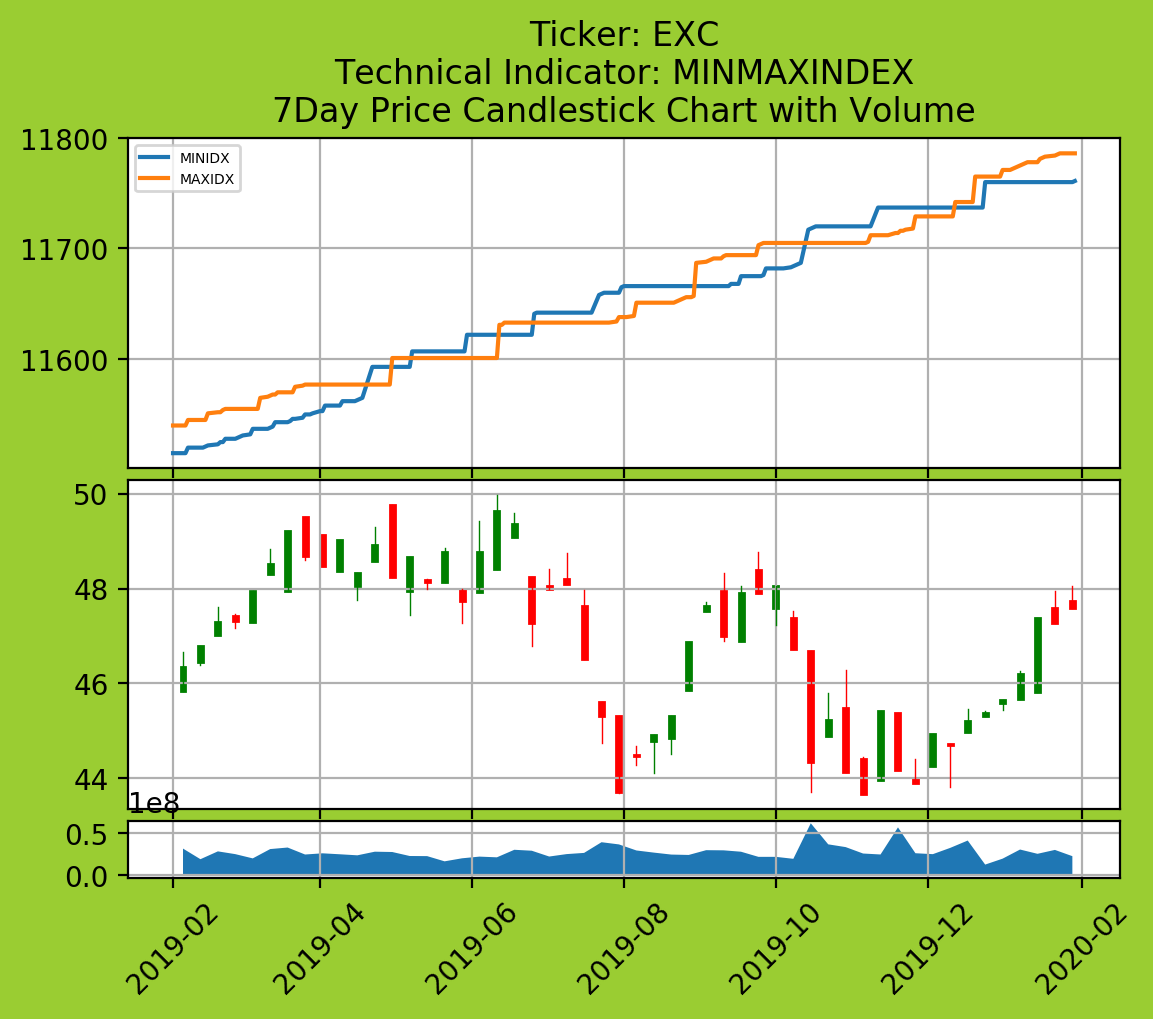 Ticker: EXC
Technical Indicator: MINMAXINDEX
7Day Price Candlestick Chart with Volume
11800
MINIDX
MAXIDX
11700
11600
50
48
46
44
1e8
0.5
0.0
2019-02
2019-04
2019-06
2019-08
2019-10
2019-12
2020-02